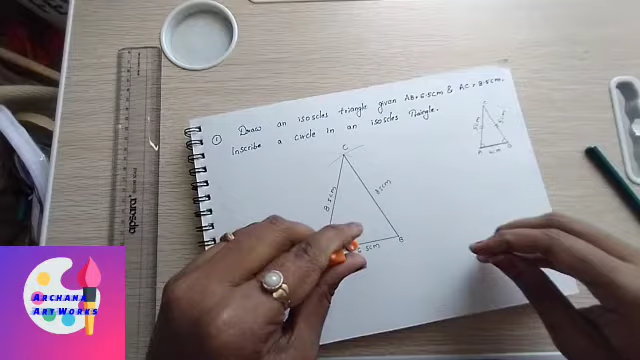 ① Draw an isosceles triangle given AB = 6.5cm & AC = 8.5cm.
Inscribe a circle in an isosceles Triangle.
C
8.5cm
8.5cm
6.5cm
B
A
B
ARCHANA
ART WORKS